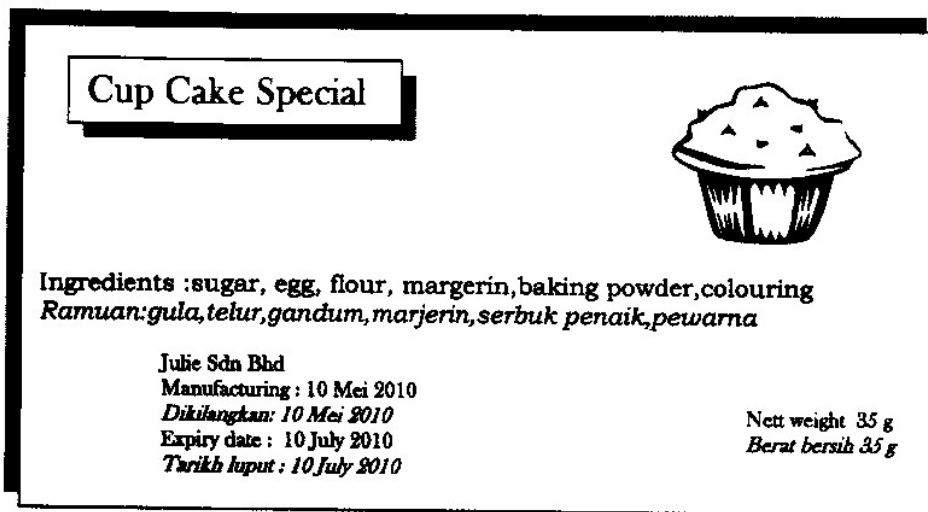 Cup Cake Special
Ingredients :sugar, egg, flour, margerin,baking powder,colouring
Ramuan:gula,telur,gandum,marjerin,serbuk penaik,pewarna
Julie Sdn Bhd
Manufacturing : 10 Mei 2010
Dikilangkan: 10 Mei 2010
Expiry date : 10 July 2010
Tarikh luput : 10 July 2010
Nett weight 35 g
Berat bersih 35 g